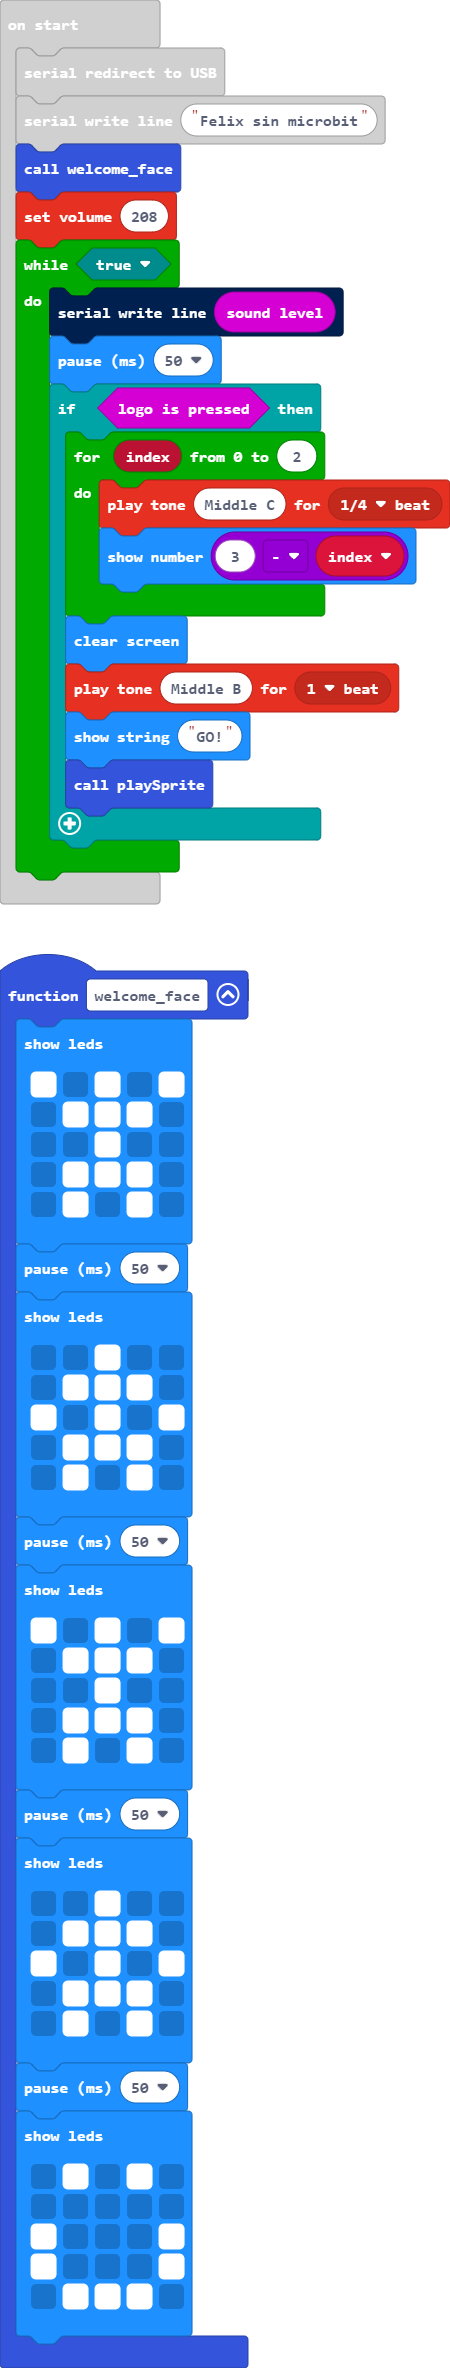 on start
serial redirect to USB
serial write line "Felix sin microbit"
call welcome_face
set volume 208
while true
do
serial write line sound level
pause (ms) 50
if logo is pressed then
for index from 0 to 2
do
play tone Middle C for 1/4 beat
show number 3 - index
clear screen
play tone Middle B for 1 beat
show string "GO!"
call playSprite
function welcome_face
show leds
pause (ms) 50
show leds
pause (ms) 50
show leds
pause (ms) 50
show leds
pause (ms) 50
show leds